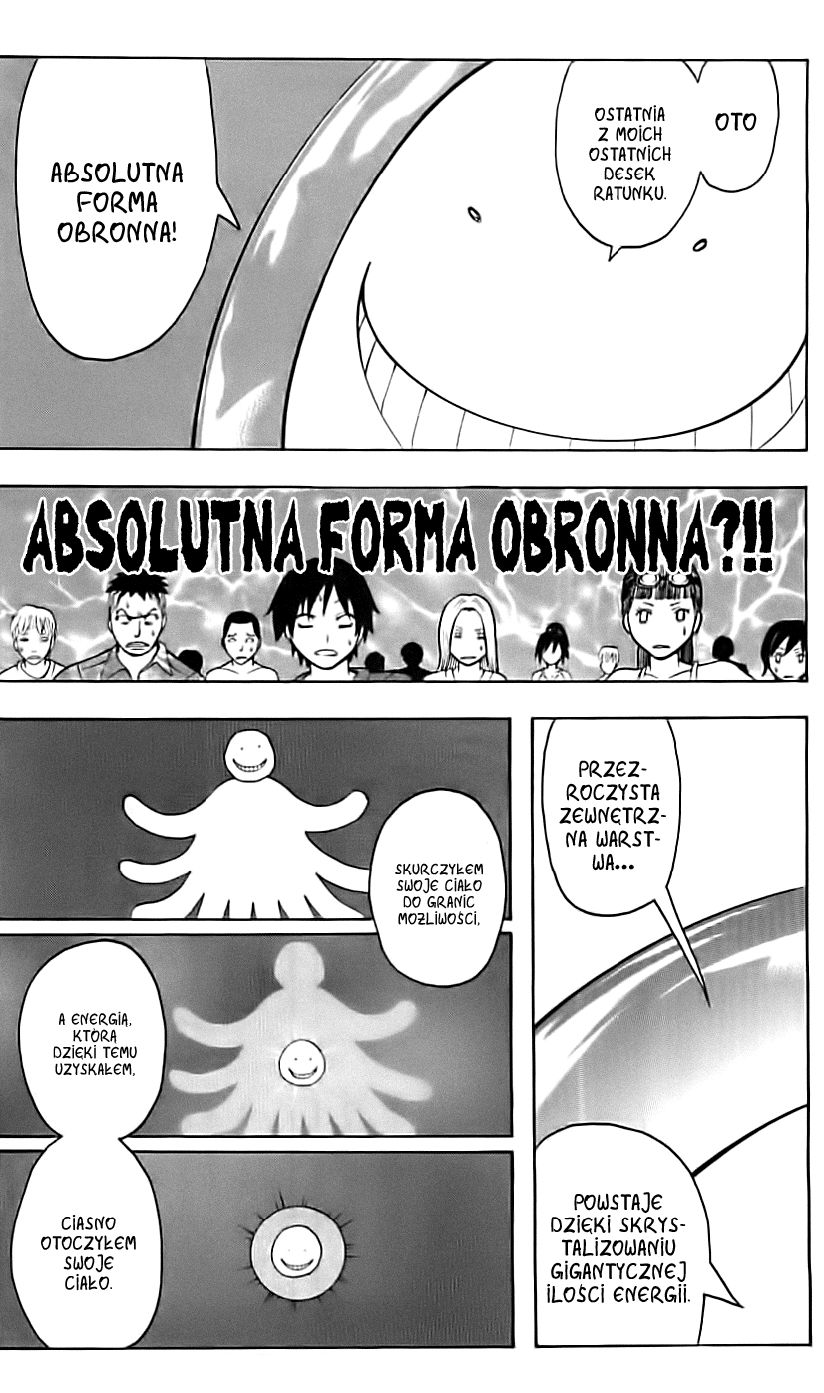 OTO
OSTATNIA
Z MOICH
OSTATNICH
DESEK
RATUNKU.
ABSOLUTNA
FORMA
OBRONNA!
ABSOLUTNA FORMA OBRONNA?!!
PRZEZ-
ROCZYSTA
ZEWNĘTRZ-
NA WARST-
WA...
POWSTAJE
DZIĘKI SKRYS-
TALIZOWANIU
GIGANTYCZNEJ
ILOŚCI ENERGII.
SKURCZYŁEM
SWOJE CIAŁO
DO GRANIC
MOŻLIWOŚCI,
A ENERGIĄ,
KTÓRĄ
DZIĘKI TEMU
UZYSKAŁEM,
CIASNO
OTOCZYŁEM
SWOJE
CIAŁO.